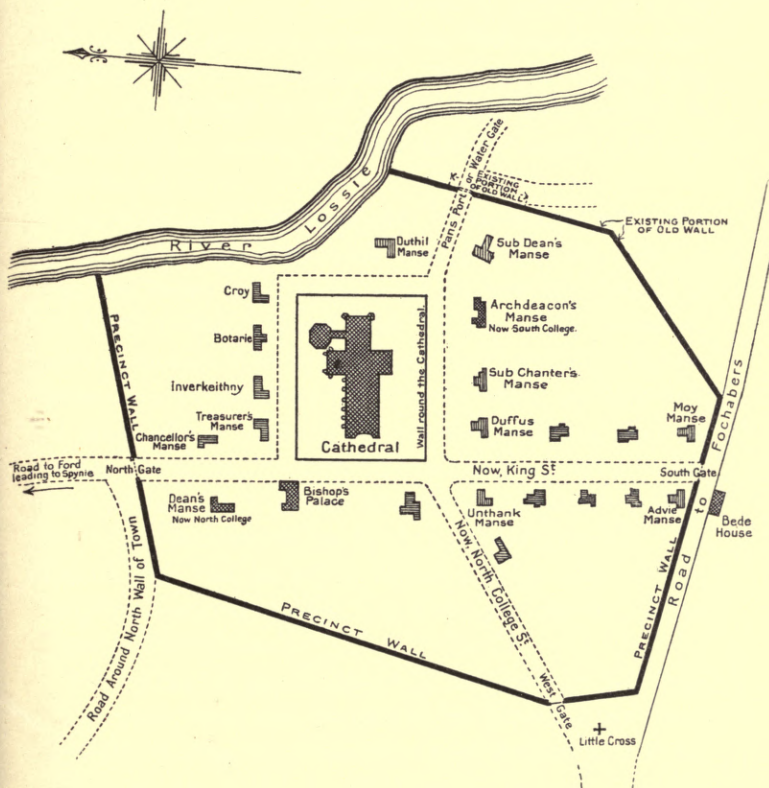 Pans Port or Water Gate
EXISTING
PORTION
OF OLD WALL
EXISTING PORTION
OF OLD WALL
River Lossie
Duthil
Manse
Sub Dean's
Manse
Croy
Archdeacon's
Manse
Now South College.
Botarie
PRECINCT WALL
Wall round the Cathedral.
Inverkeithny
Sub Chanter's
Manse
Treasurer's
Manse
Chancellor's
Manse
Cathedral
Duffus
Manse
Moy
Manse
Road to Fochabers
Road to Ford
leading to Spynie
North Gate
Now, King St.
South Gate
Dean's
Manse
Now North College
Bishop's
Palace
Unthank
Manse
Advie
Manse
Bede
House
Now North College St.
PRECINCT WALL
Road Around North Wall of Town
PRECINCT WALL
West Gate
Little Cross